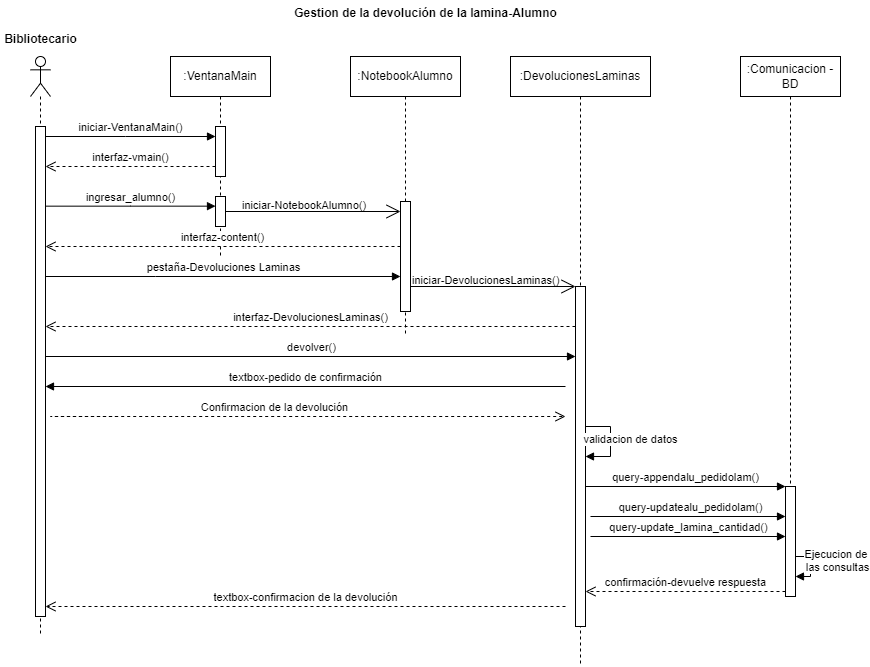 Gestion de la devolución de la lamina-Alumno
Bibliotecario
:VentanaMain
:NotebookAlumno
:DevolucionesLaminas
:Comunicacion -
BD
iniciar-VentanaMain()
interfaz-vmain()
ingresar_alumno()
iniciar-NotebookAlumno()
interfaz-content()
pestaña-Devoluciones Laminas
iniciar-DevolucionesLaminas()
interfaz-DevolucionesLaminas()
devolver()
textbox-pedido de confirmación
Confirmacion de la devolución
validacion de datos
query-appendalu_pedidolam()
query-updatealu_pedidolam()
query-update_lamina_cantidad()
Ejecucion de
las consultas
confirmación-devuelve respuesta
textbox-confirmacion de la devolución